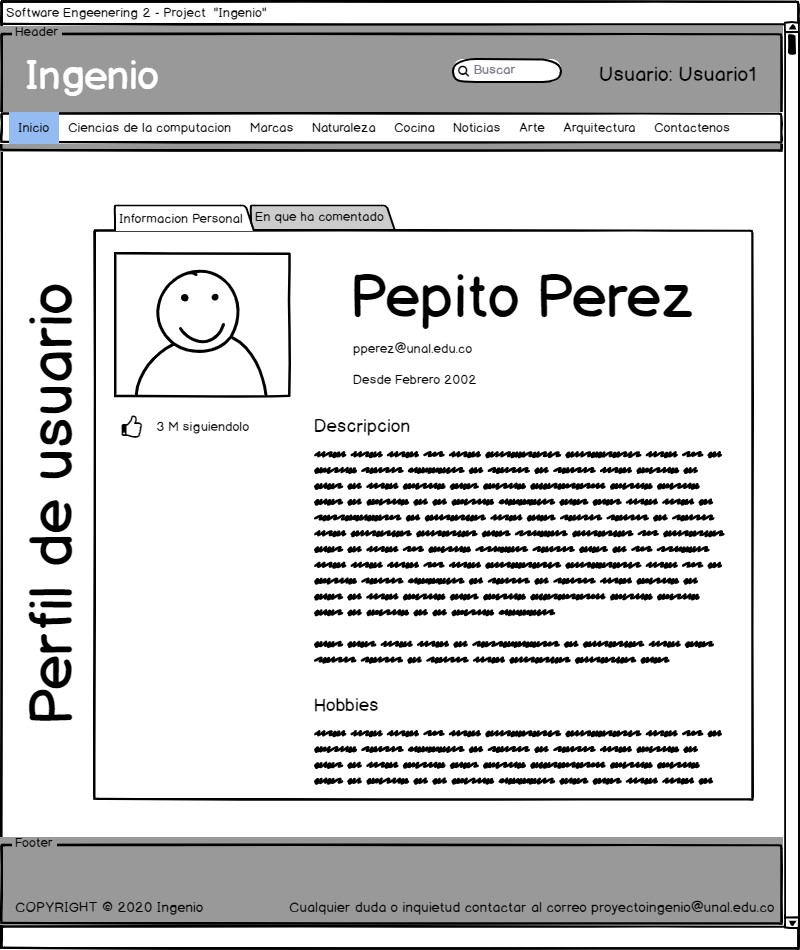 Software Engeenering 2 - Project "Ingenio"
Header
Ingenio
Buscar
Usuario: Usuario1
Inicio Ciencias de la computacion Marcas Naturaleza Cocina Noticias Arte Arquitectura Contactenos
Informacion Personal
En que ha comentado
Perfil de usuario
Pepito Perez
pperez@unal.edu.co
Desde Febrero 2002
3 M siguiendolo
Descripcion
Hobbies
Footer
COPYRIGHT © 2020 Ingenio
Cualquier duda o inquietud contactar al correo proyectoingenio@unal.edu.co